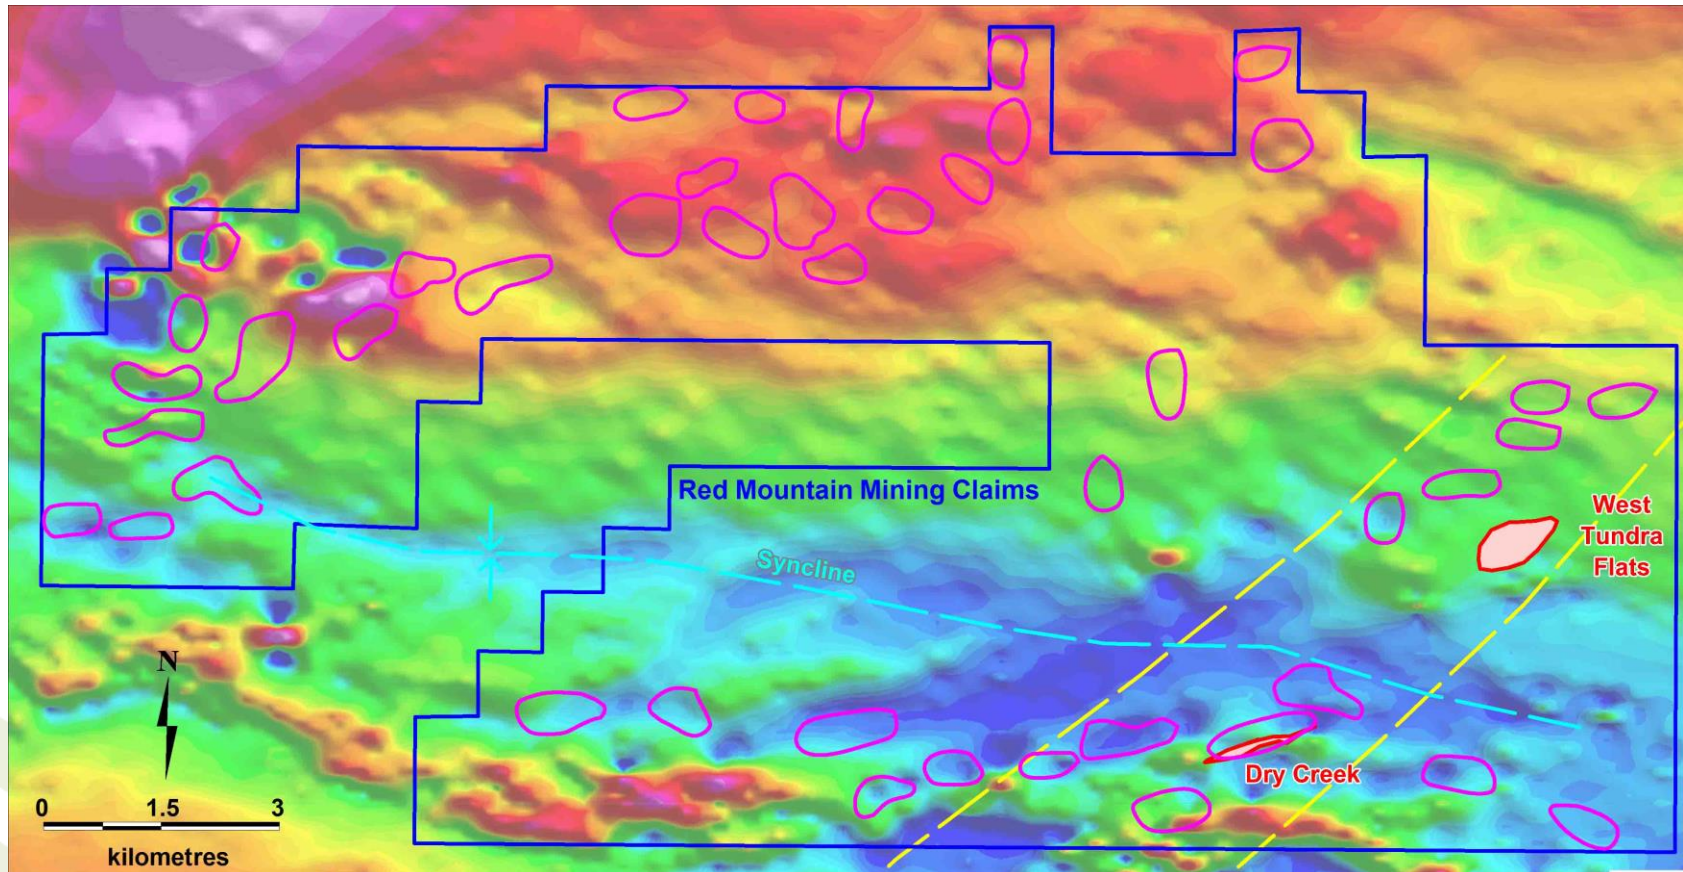 Red Mountain Mining Claims
West
Tundra
Flats
Syncline
N
Dry Creek
0 1.5 3
kilometres